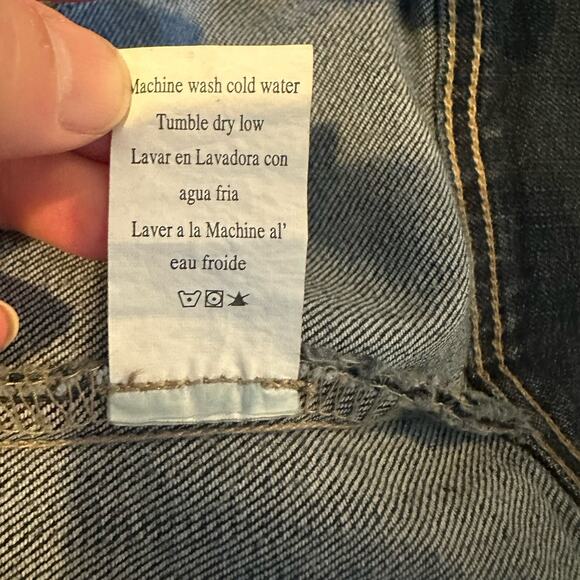 Machine wash cold water
Tumble dry low
Lavar en Lavadora con
agua fria
Laver a la Machine al'
eau froide